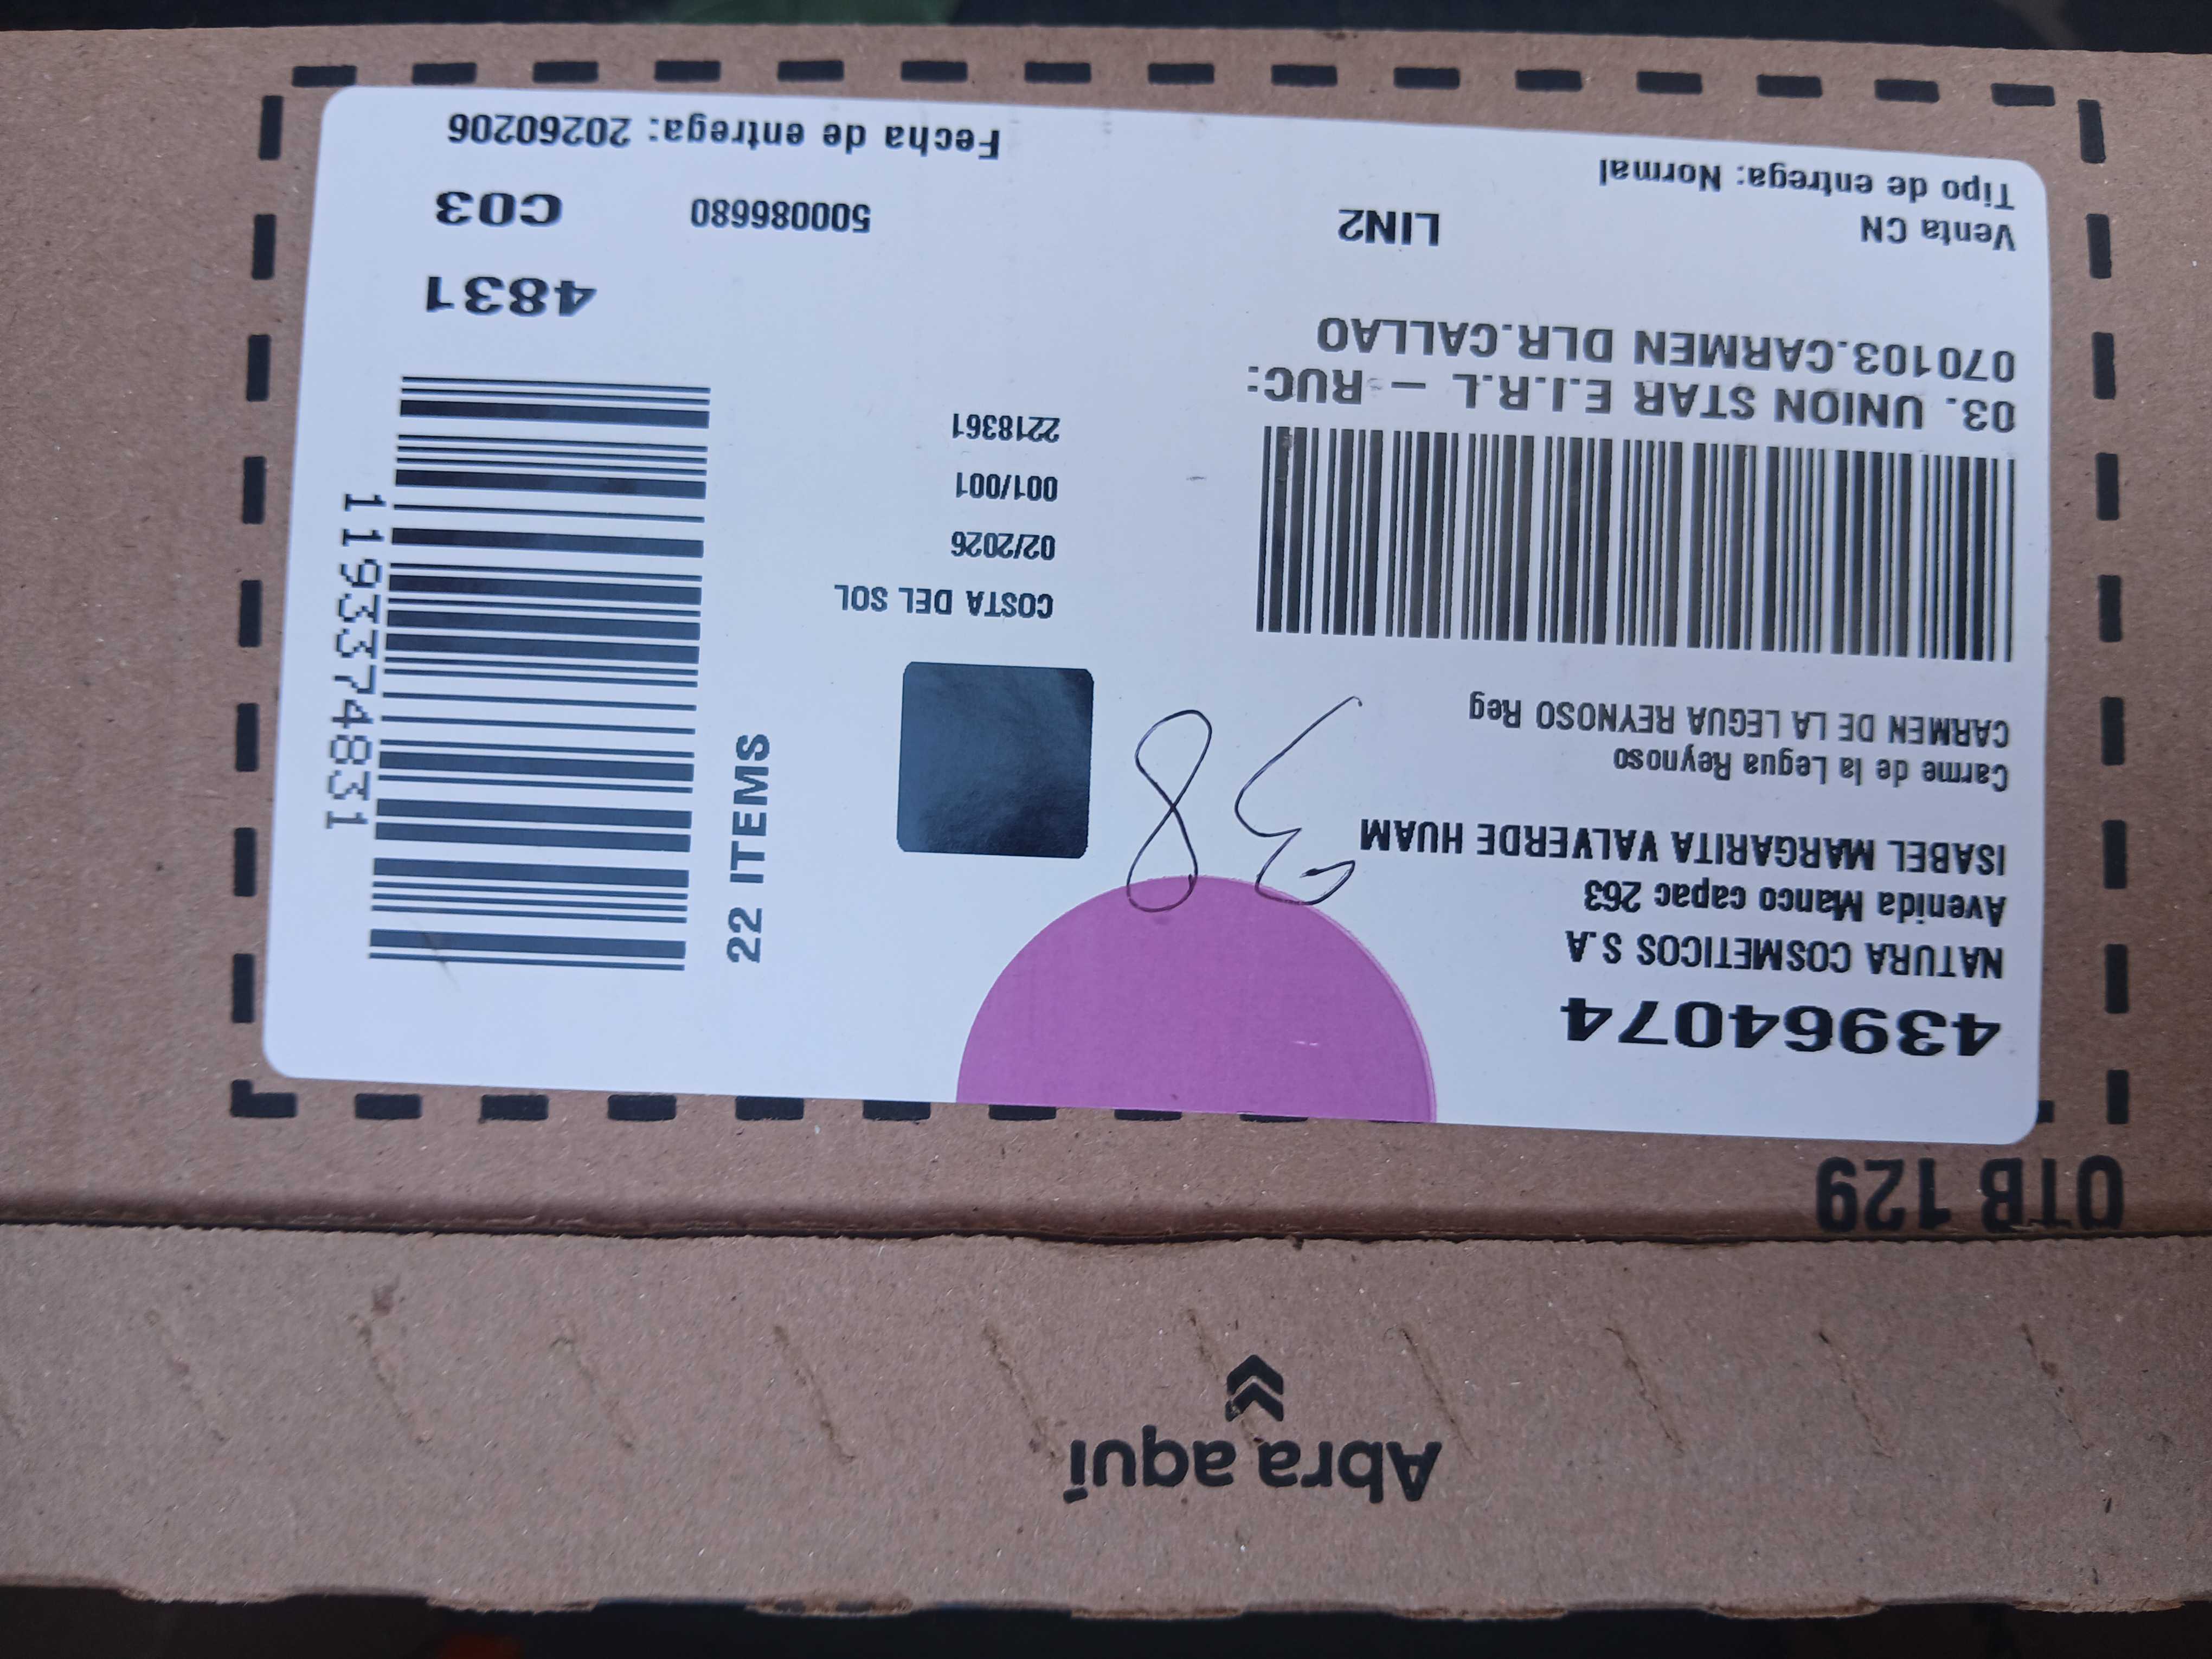 Abra aquí
OTB 129
43964074
NATURA COSMETICOS S.A
Avenida Manco capac 263
ISABEL MARGARITA VALVERDE HUAM
Carme de la Legua Reynoso
CARMEN DE LA LEGUA REYNOSO Reg
38
03. UNION STAR E.I.R.L – RUC:
070103.CARMEN DLR.CALLAO
Venta CN
LIN2
Tipo de entrega: Normal
COSTA DEL SOL
02/2026
001/001
2218361
22 ITEMS
1193374831
4831
500086680
C03
Fecha de entrega: 20260206